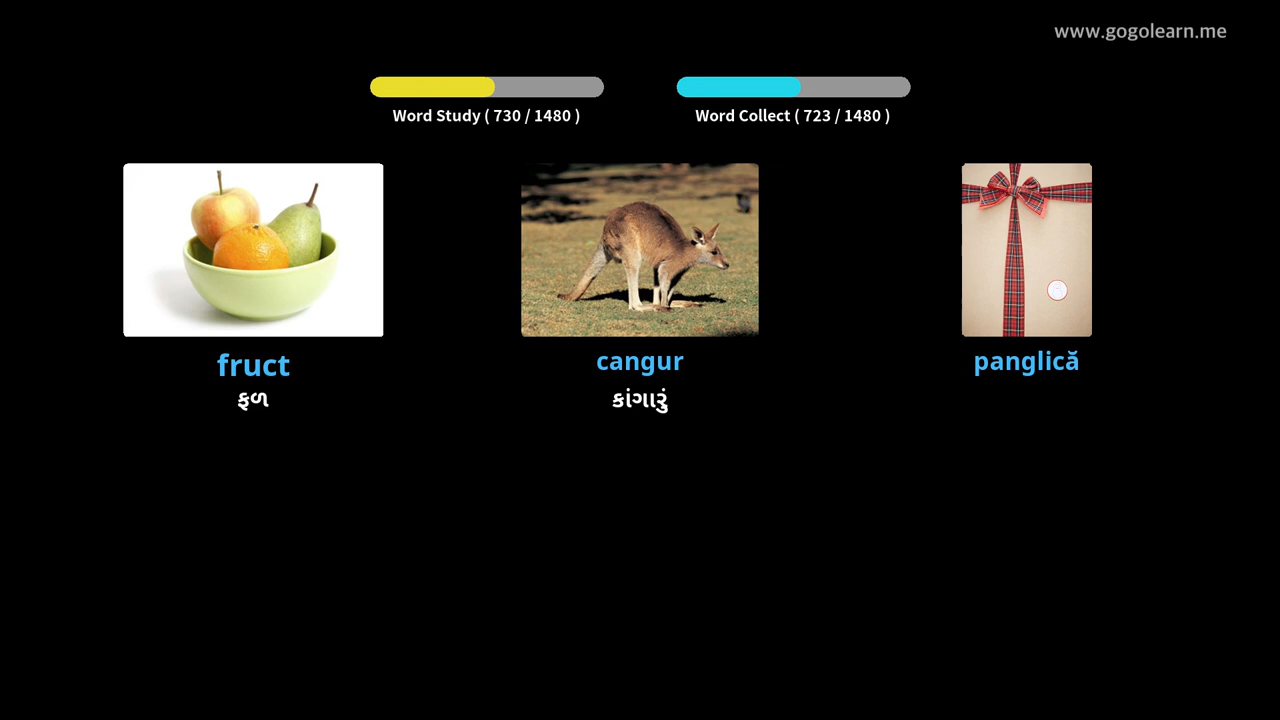 www.gogolearn.me
Word Study ( 730 / 1480 )
Word Collect ( 723 / 1480 )
fruct
ફળ
cangur
કાંગારું
panglică